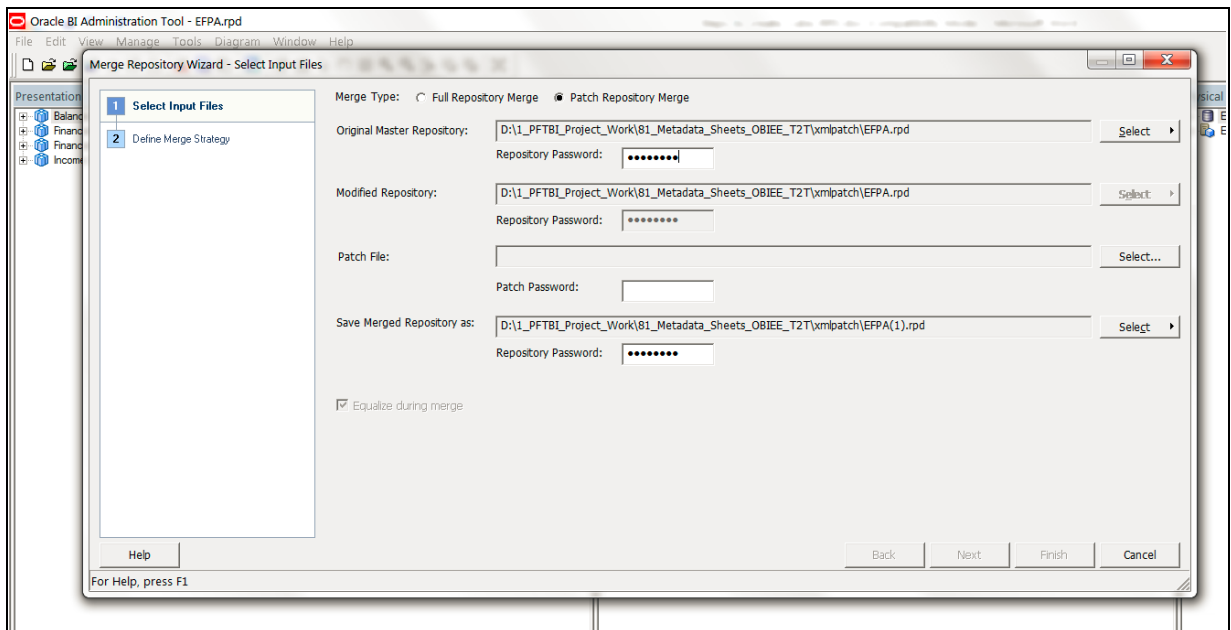 Oracle BI Administration Tool - EFPA.rpd
File Edit View Manage Tools Diagram Window Help
Merge Repository Wizard - Select Input Files
Presentation
Balanc
Financ
Financ
Income
sical
E
E
1 Select Input Files
2 Define Merge Strategy
Merge Type: Full Repository Merge Patch Repository Merge
Original Master Repository: D:\1_PFTBI_Project_Work\81_Metadata_Sheets_OBIEE_T2T\xmlpatch\EFPA.rpd Select
Repository Password: ••••••••
Modified Repository: D:\1_PFTBI_Project_Work\81_Metadata_Sheets_OBIEE_T2T\xmlpatch\EFPA.rpd Select
Repository Password: ••••••••
Patch File: Select...
Patch Password:
Save Merged Repository as: D:\1_PFTBI_Project_Work\81_Metadata_Sheets_OBIEE_T2T\xmlpatch\EFPA(1).rpd Select
Repository Password: ••••••••
Equalize during merge
Help Back Next Finish Cancel
For Help, press F1